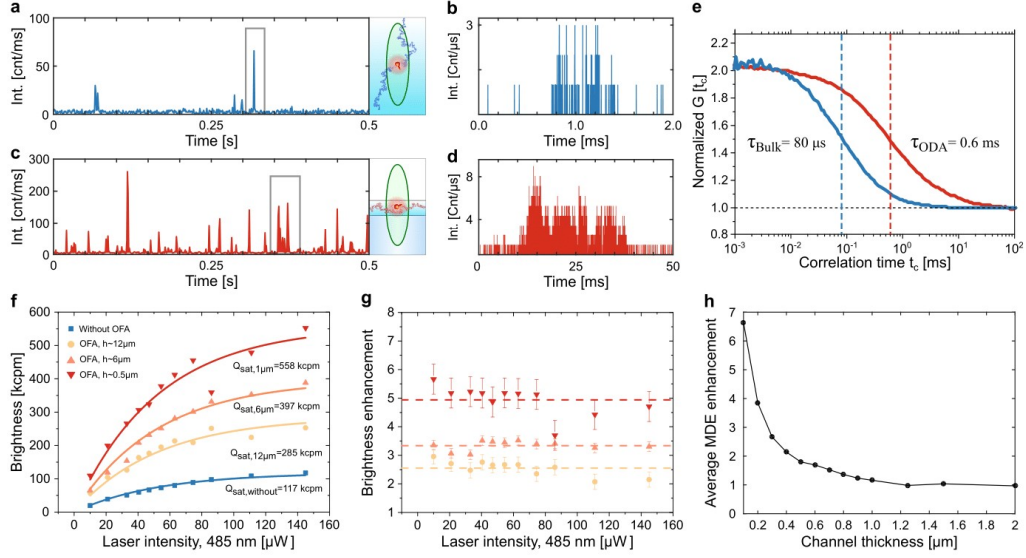 a
Int. [cnt/ms]
100
50
0
0
0.25
0.5
Time [s]
b
Int. [Cnt/µs]
3
1
0.0
1.0
2.0
Time [ms]
c
Int. [cnt/ms]
300
200
100
0
0
0.25
0.5
Time [s]
d
Int. [Cnt/µs]
8
4
0
25
50
Time [ms]
e
Normalized G [t_c]
2.2
2.0
1.8
1.6
1.4
1.2
1.0
0.8
τBulk= 80 µs
τODA= 0.6 ms
10⁻³
10⁻²
10⁻¹
10⁰
10¹
10²
Correlation time t_c [ms]
f
Brightness [kcpm]
600
500
400
300
200
100
0
Without OFA
OFA, h~12µm
OFA, h~6µm
OFA, h~0.5µm
Qsat,1µm=558 kcpm
Qsat,6µm=397 kcpm
Qsat,12µm=285 kcpm
Qsat,without=117 kcpm
0 20 40 60 80 100 120 140 160
Laser intensity, 485 nm [µW]
g
Brightness enhancement
8
7
6
5
4
3
2
1
0 20 40 60 80 100 120 140 160
Laser intensity, 485 nm [µW]
h
Average MDE enhancement
7
6
5
4
3
2
1
0
0.2 0.4 0.6 0.8 1 1.2 1.4 1.6 1.8 2
Channel thickness [µm]